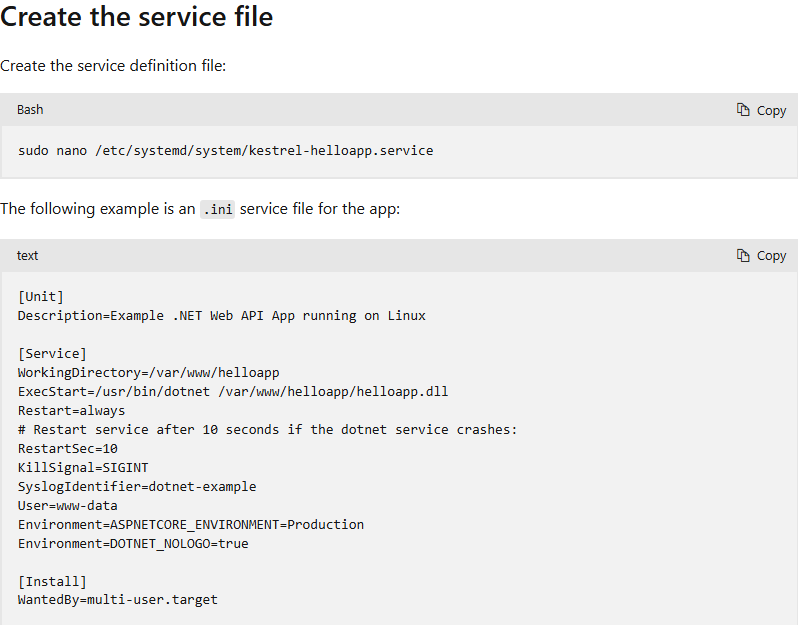 Create the service file
Create the service definition file:
Bash
Copy
sudo nano /etc/systemd/system/kestrel-helloapp.service
The following example is an .ini service file for the app:
text
Copy
[Unit]
Description=Example .NET Web API App running on Linux
[Service]
WorkingDirectory=/var/www/helloapp
ExecStart=/usr/bin/dotnet /var/www/helloapp/helloapp.dll
Restart=always
# Restart service after 10 seconds if the dotnet service crashes:
RestartSec=10
KillSignal=SIGINT
SyslogIdentifier=dotnet-example
User=www-data
Environment=ASPNETCORE_ENVIRONMENT=Production
Environment=DOTNET_NOLOGO=true
[Install]
WantedBy=multi-user.target